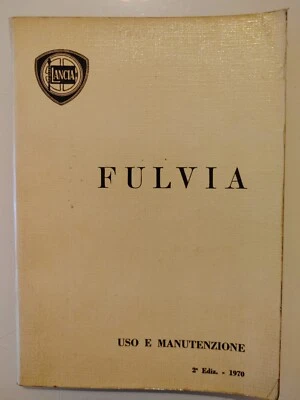 LANCIA
FULVIA
USO E MANUTENZIONE
2ª Ediz. - 1970